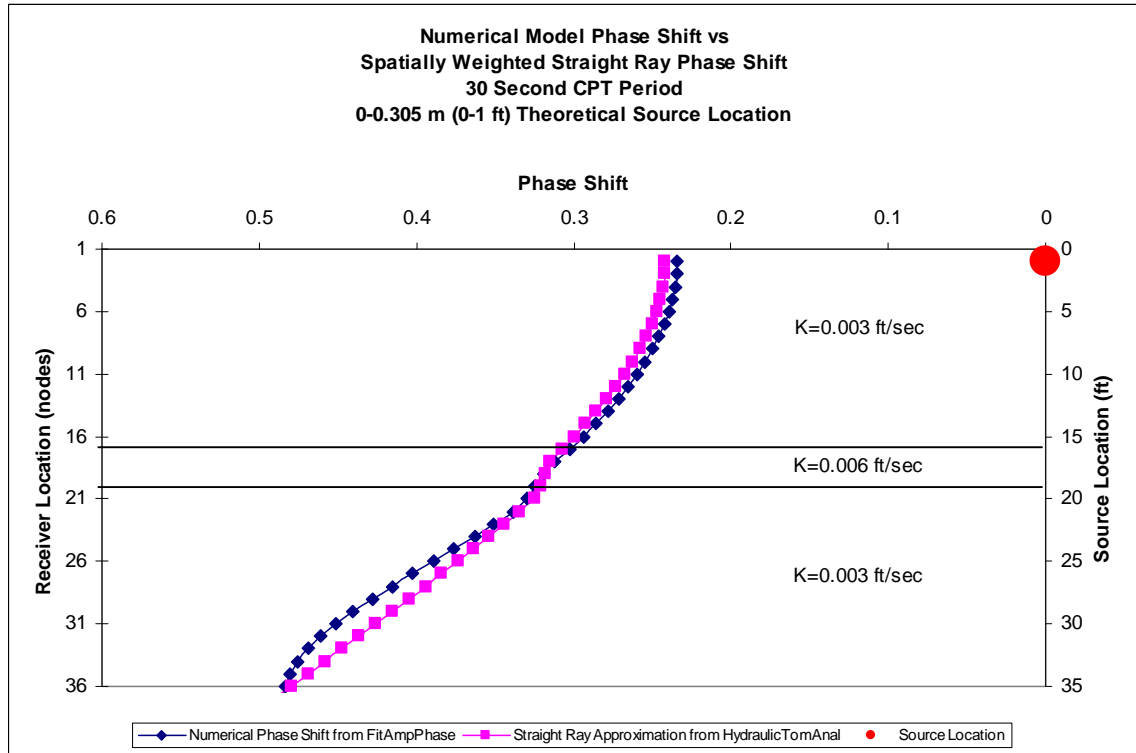 Numerical Model Phase Shift vs
Spatially Weighted Straight Ray Phase Shift
30 Second CPT Period
0-0.305 m (0-1 ft) Theoretical Source Location
Phase Shift
0.6 0.5 0.4 0.3 0.2 0.1 0
Receiver Location (nodes)
1
6
11
16
21
26
31
36
K=0.003 ft/sec
K=0.006 ft/sec
K=0.003 ft/sec
0
5
10
15
20
25
30
35
Source Location (ft)
Numerical Phase Shift from FitAmpPhase Straight Ray Approximation from HydraulicTomAnal Source Location